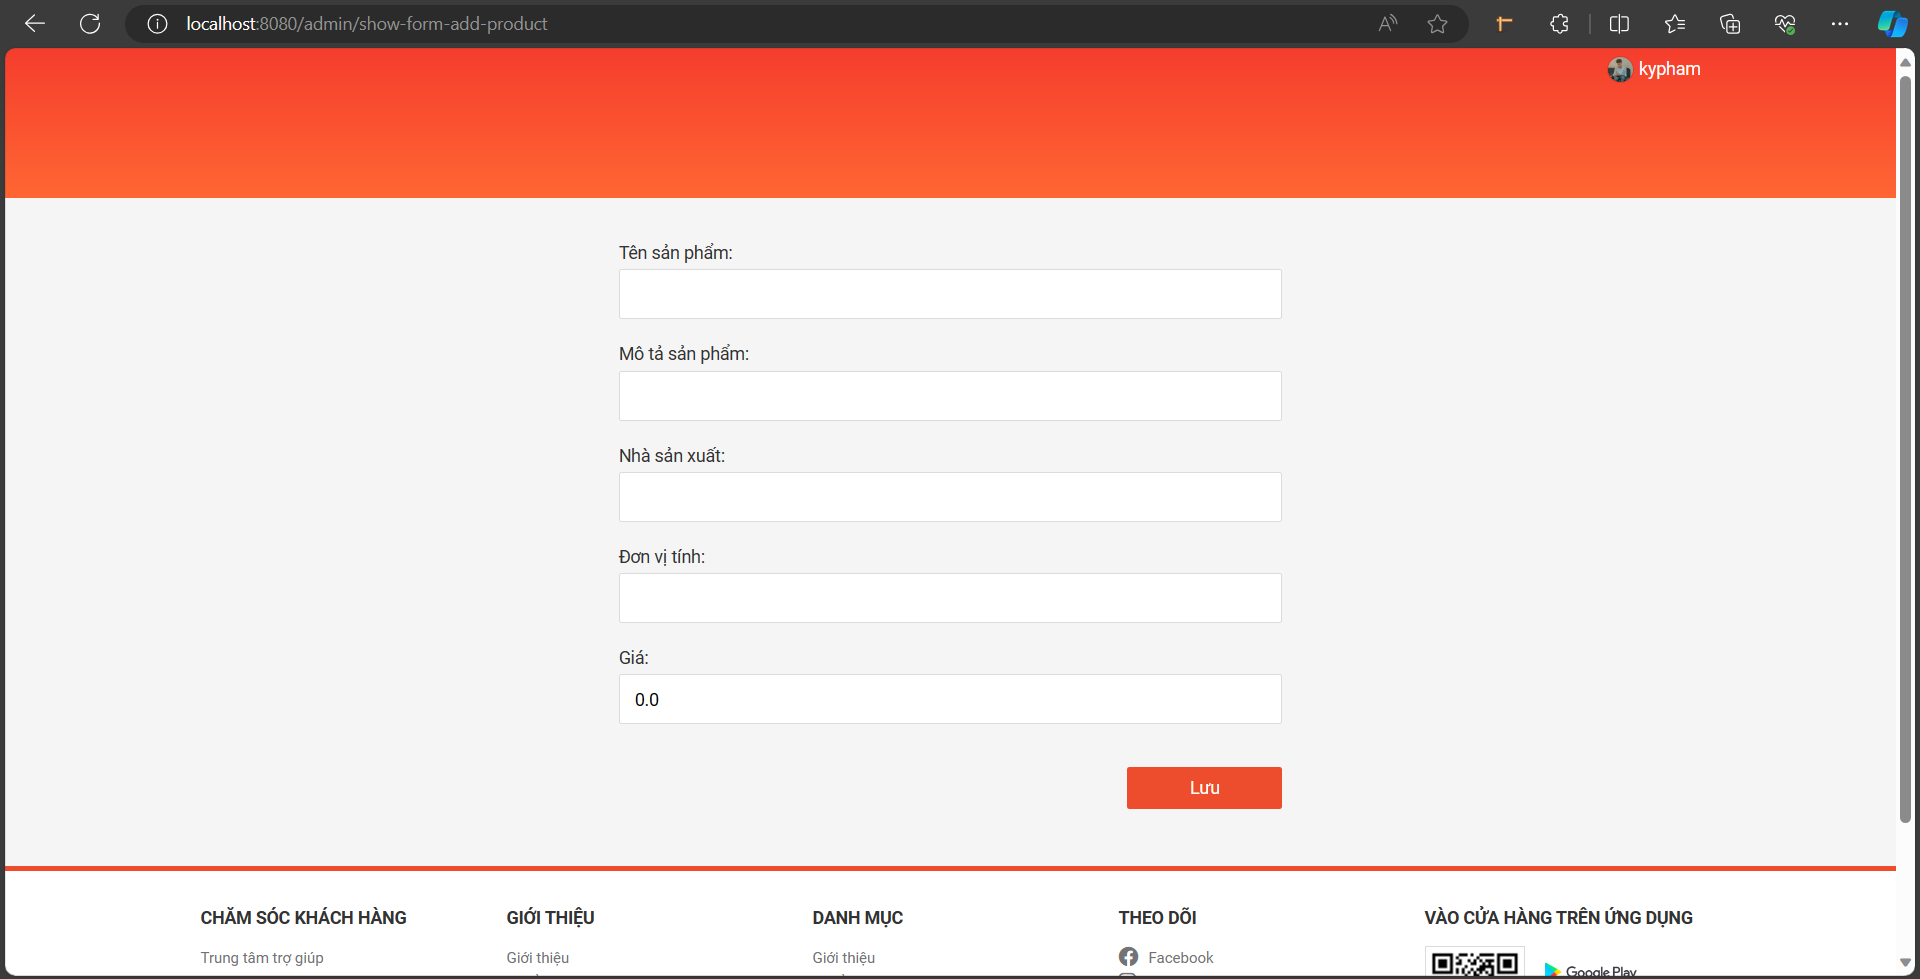 localhost:8080/admin/show-form-add-product
kypham
Tên sản phẩm:
Mô tả sản phẩm:
Nhà sản xuất:
Đơn vị tính:
Giá:
0.0
Lưu
CHĂM SÓC KHÁCH HÀNG
GIỚI THIỆU
DANH MỤC
THEO DÕI
VÀO CỬA HÀNG TRÊN ỨNG DỤNG
Trung tâm trợ giúp
Giới thiệu
Giới thiệu
Facebook
Google Play